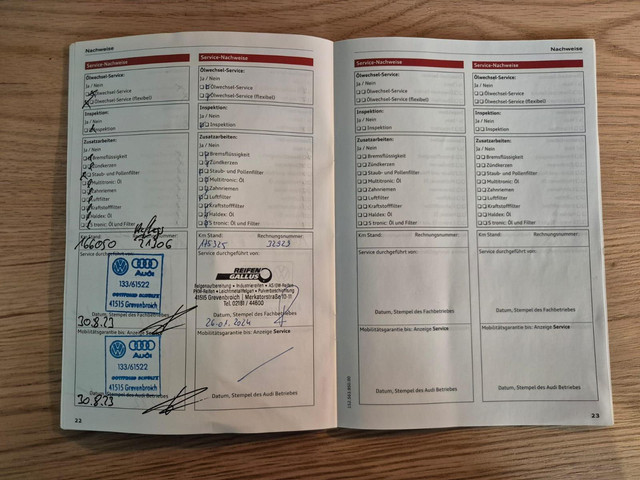 Nachweise
Service-Nachweise
Ölwechsel-Service:
Ja / Nein
Ölwechsel-Service
Ölwechsel-Service (flexibel)
Inspektion:
Ja / Nein
Inspektion
Zusatzarbeiten:
Ja / Nein
Bremsflüssigkeit
Zündkerzen
Staub- und Pollenfilter
Multitronic: Öl
Zahnriemen
Luftfilter
Kraftstofffilter
Haldex: Öl
S tronic: Öl und Filter
Km Stand:
166050
21306
Service durchgeführt von:
Audi
133/61522
41515 Grevenbroich
Datum, Stempel des Fachbetriebes
30.8.23
Mobilitätsgarantie bis: Anzeige Service
Audi
133/61522
41515 Grevenbroich
Datum, Stempel des Audi Betriebes
30.8.23
22
Service-Nachweise
Ölwechsel-Service:
Ja / Nein
Ölwechsel-Service
Ölwechsel-Service (flexibel)
Inspektion:
Ja / Nein
Inspektion
Zusatzarbeiten:
Ja / Nein
Bremsflüssigkeit
Zündkerzen
Staub- und Pollenfilter
Multitronic: Öl
Zahnriemen
Luftfilter
Kraftstofffilter
Haldex: Öl
S tronic: Öl und Filter
Km Stand: Rechnungsnummer:
Service durchgeführt von:
REIFEN
GALLUS
41515 Grevenbroich | Merkatorstraße
Datum, Stempel des Fachbetriebes
26.01.2024
Mobilitätsgarantie bis: Anzeige Service
Datum, Stempel des Audi Betriebes
Nachweise
Service-Nachweise
Ölwechsel-Service:
Ja / Nein
Ölwechsel-Service
Ölwechsel-Service (flexibel)
Inspektion:
Ja / Nein
Inspektion
Zusatzarbeiten:
Ja / Nein
Bremsflüssigkeit
Zündkerzen
Staub- und Pollenfilter
Multitronic: Öl
Zahnriemen
Luftfilter
Kraftstofffilter
Haldex: Öl
S tronic: Öl und Filter
Km Stand: Rechnungsnummer:
Service durchgeführt von:
Datum, Stempel des Fachbetriebes
Mobilitätsgarantie bis: Anzeige Service
Datum, Stempel des Audi Betriebes
Service-Nachweise
Ölwechsel-Service:
Ja / Nein
Ölwechsel-Service
Ölwechsel-Service (flexibel)
Inspektion:
Ja / Nein
Inspektion
Zusatzarbeiten:
Ja / Nein
Bremsflüssigkeit
Zündkerzen
Staub- und Pollenfilter
Multitronic: Öl
Zahnriemen
Luftfilter
Kraftstofffilter
Haldex: Öl
S tronic: Öl und Filter
Km Stand: Rechnungsnummer:
Service durchgeführt von:
Datum, Stempel des Fachbetriebes
Mobilitätsgarantie bis: Anzeige Service
Datum, Stempel des Audi Betriebes
23